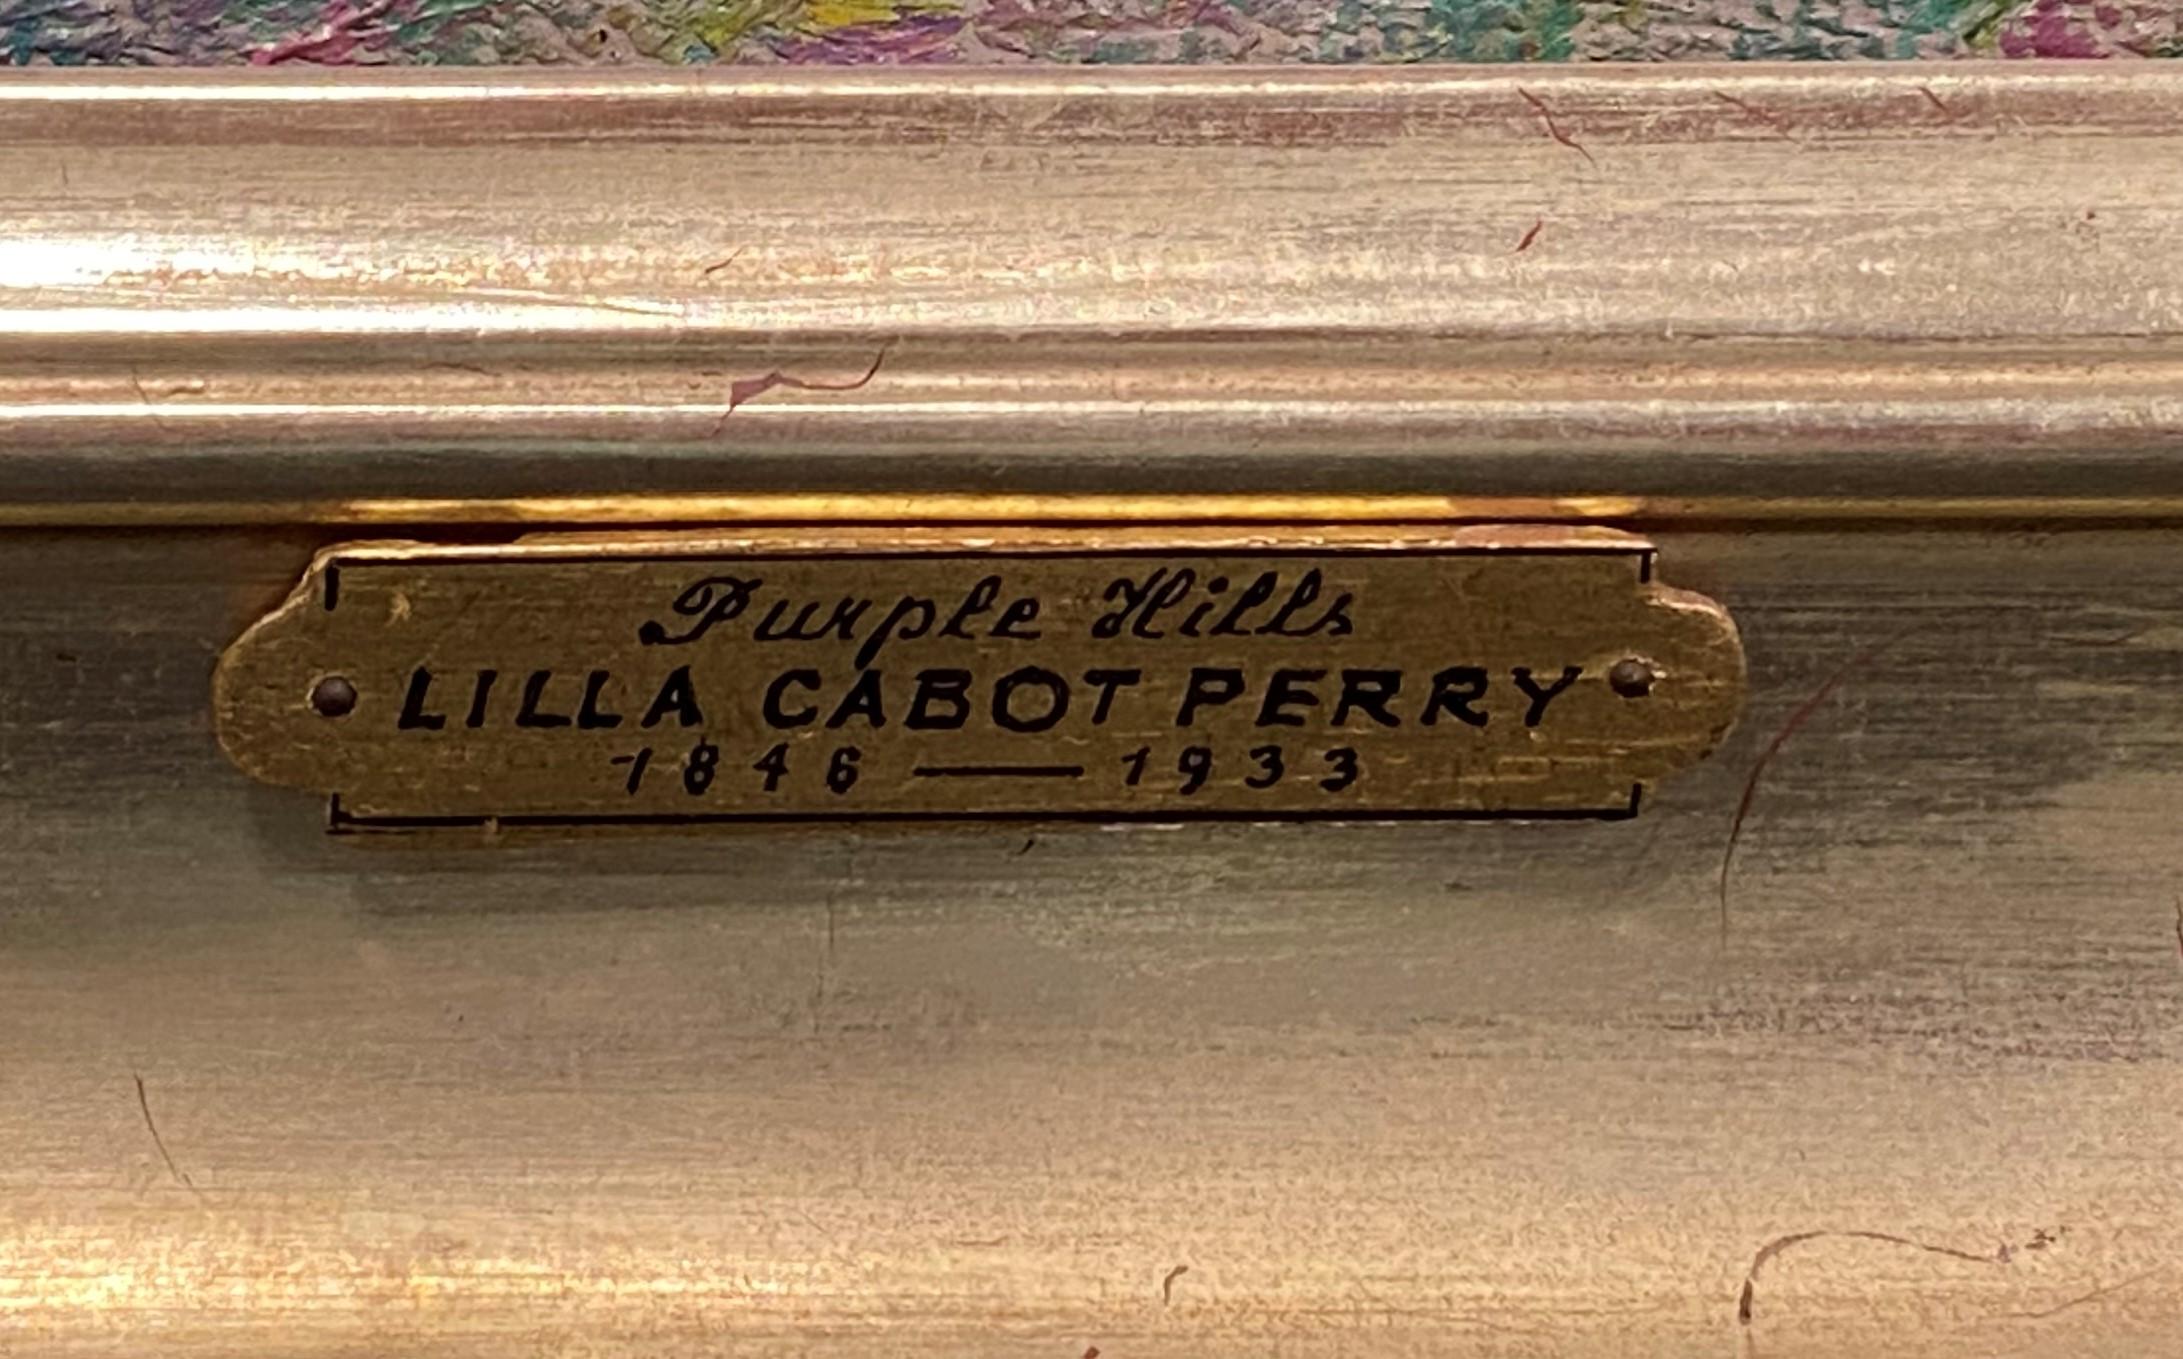 Purple Hills
LILLA CABOT PERRY
1846 — 1933